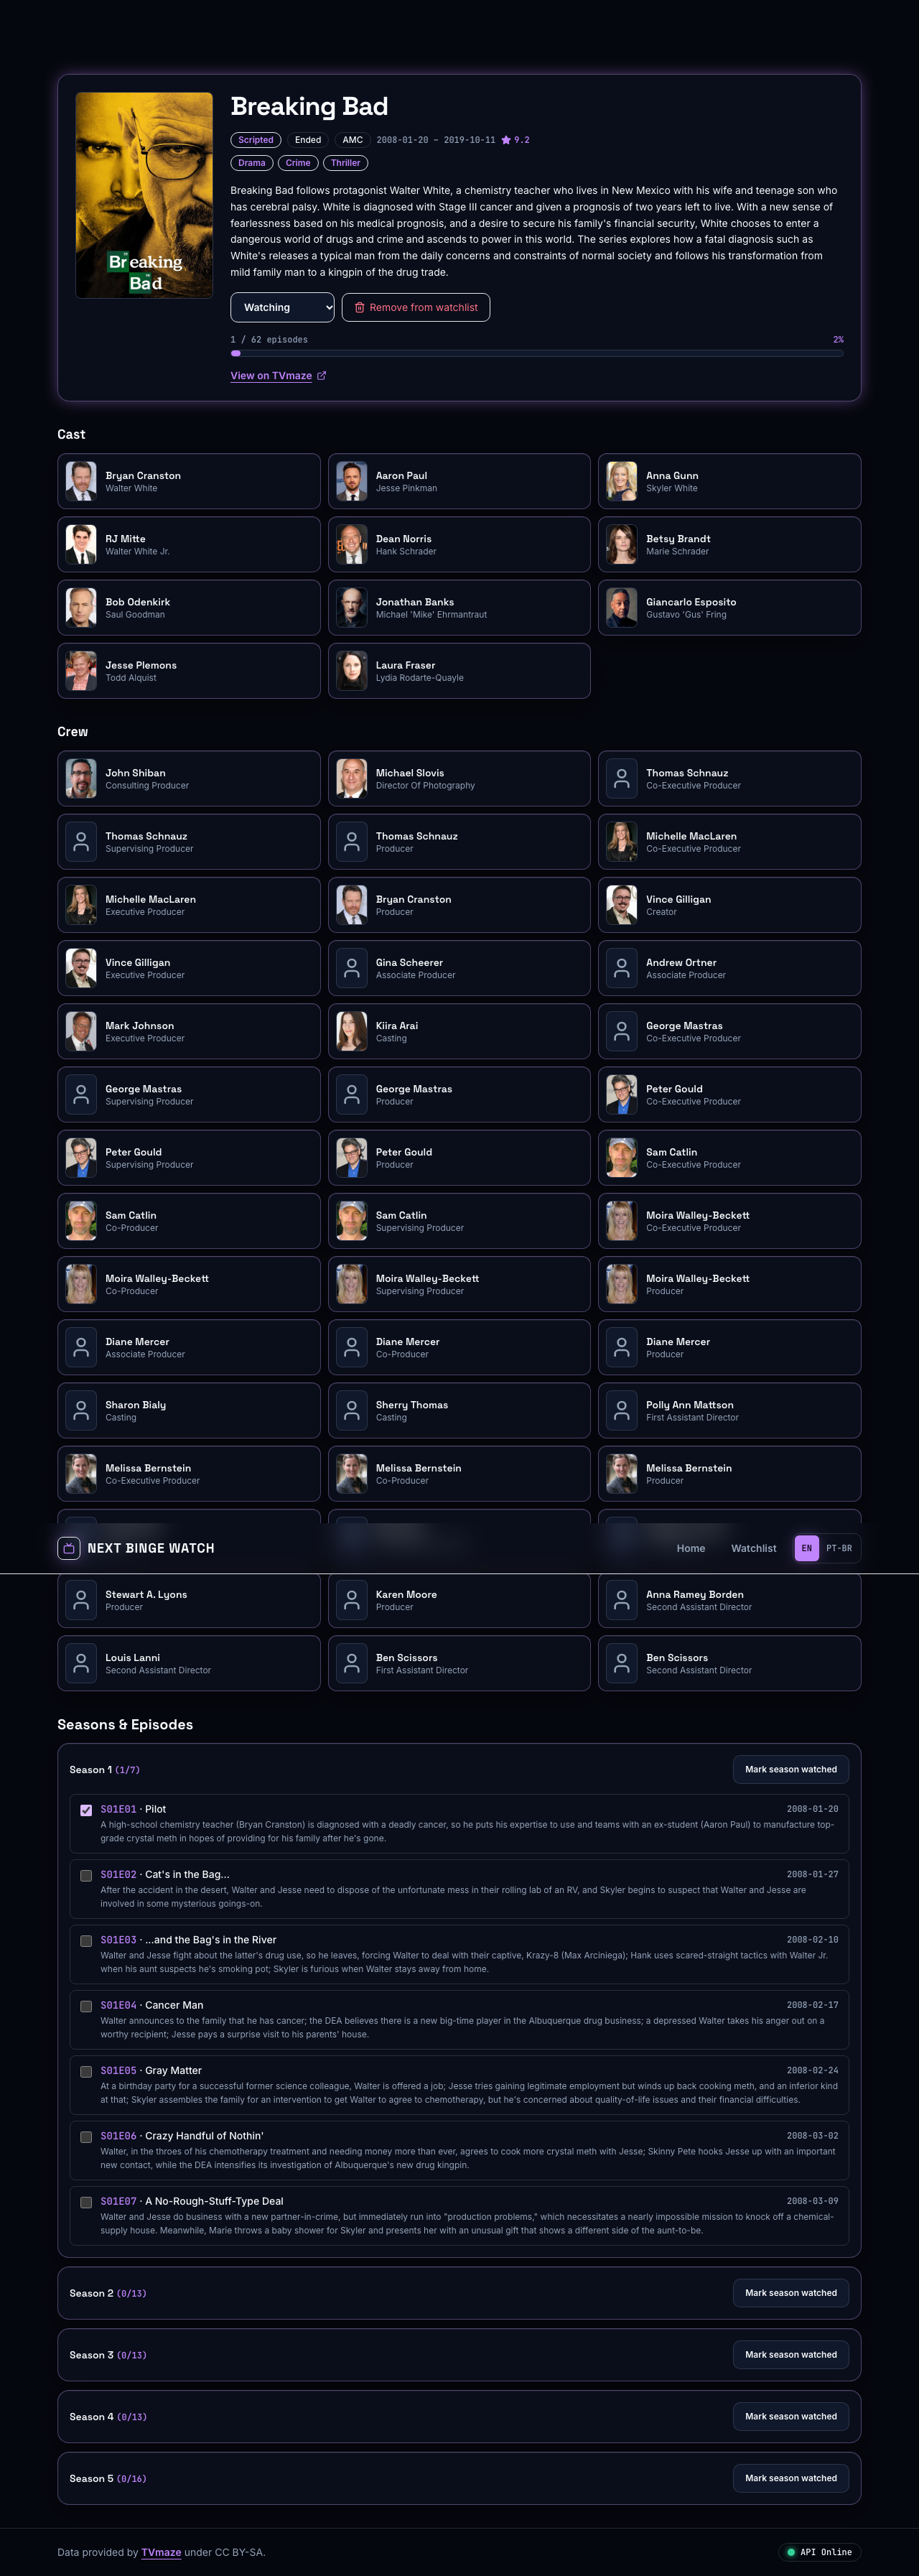 Breaking Bad
Scripted Ended AMC 2008-01-20 – 2019-10-11 9.2
Drama Crime Thriller
Breaking Bad follows protagonist Walter White, a chemistry teacher who lives in New Mexico with his wife and teenage son who
has cerebral palsy. White is diagnosed with Stage III cancer and given a prognosis of two years left to live. With a new sense of
fearlessness based on his medical prognosis, and a desire to secure his family's financial security, White chooses to enter a
dangerous world of drugs and crime and ascends to power in this world. The series explores how a fatal diagnosis such as
White's releases a typical man from the daily concerns and constraints of normal society and follows his transformation from
mild family man to a kingpin of the drug trade.
Breaking
Bad
Watching Remove from watchlist
1 / 62 episodes 2%
View on TVmaze
Cast
Bryan Cranston Aaron Paul Anna Gunn
Walter White Jesse Pinkman Skyler White
RJ Mitte Dean Norris Betsy Brandt
Walter White Jr. Hank Schrader Marie Schrader
Bob Odenkirk Jonathan Banks Giancarlo Esposito
Saul Goodman Michael 'Mike' Ehrmantraut Gustavo 'Gus' Fring
Jesse Plemons Laura Fraser
Todd Alquist Lydia Rodarte-Quayle
Crew
John Shiban Michael Slovis Thomas Schnauz
Consulting Producer Director Of Photography Co-Executive Producer
Thomas Schnauz Thomas Schnauz Michelle MacLaren
Supervising Producer Producer Co-Executive Producer
Michelle MacLaren Bryan Cranston Vince Gilligan
Executive Producer Producer Creator
Vince Gilligan Gina Scheerer Andrew Ortner
Executive Producer Associate Producer Associate Producer
Mark Johnson Kiira Arai George Mastras
Executive Producer Casting Co-Executive Producer
George Mastras George Mastras Peter Gould
Supervising Producer Producer Co-Executive Producer
Peter Gould Peter Gould Sam Catlin
Supervising Producer Producer Co-Executive Producer
Sam Catlin Sam Catlin Moira Walley-Beckett
Co-Producer Supervising Producer Co-Executive Producer
Moira Walley-Beckett Moira Walley-Beckett Moira Walley-Beckett
Co-Producer Supervising Producer Producer
Diane Mercer Diane Mercer Diane Mercer
Associate Producer Co-Producer Producer
Sharon Bialy Sherry Thomas Polly Ann Mattson
Casting Casting First Assistant Director
Melissa Bernstein Melissa Bernstein Melissa Bernstein
Co-Executive Producer Co-Producer Producer
NEXT BINGE WATCH Home Watchlist EN PT-BR
Stewart A. Lyons Karen Moore Anna Ramey Borden
Producer Producer Second Assistant Director
Louis Lanni Ben Scissors Ben Scissors
Second Assistant Director First Assistant Director Second Assistant Director
Seasons & Episodes
Season 1 (1/7) Mark season watched
S01E01 · Pilot 2008-01-20
A high-school chemistry teacher (Bryan Cranston) is diagnosed with a deadly cancer, so he puts his expertise to use and teams with an ex-student (Aaron Paul) to manufacture top-
grade crystal meth in hopes of providing for his family after he's gone.
S01E02 · Cat's in the Bag... 2008-01-27
After the accident in the desert, Walter and Jesse need to dispose of the unfortunate mess in their rolling lab of an RV, and Skyler begins to suspect that Walter and Jesse are
involved in some mysterious goings-on.
S01E03 · ...and the Bag's in the River 2008-02-10
Walter and Jesse fight about the latter's drug use, so he leaves, forcing Walter to deal with their captive, Krazy-8 (Max Arciniega); Hank uses scared-straight tactics with Walter Jr.
when his aunt suspects he's smoking pot; Skyler is furious when Walter stays away from home.
S01E04 · Cancer Man 2008-02-17
Walter announces to the family that he has cancer; the DEA believes there is a new big-time player in the Albuquerque drug business; a depressed Walter takes his anger out on a
worthy recipient; Jesse pays a surprise visit to his parents' house.
S01E05 · Gray Matter 2008-02-24
At a birthday party for a successful former science colleague, Walter is offered a job; Jesse tries gaining legitimate employment but winds up back cooking meth, and an inferior kind
at that; Skyler assembles the family for an intervention to get Walter to agree to chemotherapy, but he's concerned about quality-of-life issues and their financial difficulties.
S01E06 · Crazy Handful of Nothin' 2008-03-02
Walter, in the throes of his chemotherapy treatment and needing money more than ever, agrees to cook more crystal meth with Jesse; Skinny Pete hooks Jesse up with an important
new contact, while the DEA intensifies its investigation of Albuquerque's new drug kingpin.
S01E07 · A No-Rough-Stuff-Type Deal 2008-03-09
Walter and Jesse do business with a new partner-in-crime, but immediately run into "production problems," which necessitates a nearly impossible mission to knock off a chemical-
supply house. Meanwhile, Marie throws a baby shower for Skyler and presents her with an unusual gift that shows a different side of the aunt-to-be.
Season 2 (0/13) Mark season watched
Season 3 (0/13) Mark season watched
Season 4 (0/13) Mark season watched
Season 5 (0/16) Mark season watched
Data provided by TVmaze under CC BY-SA. API Online